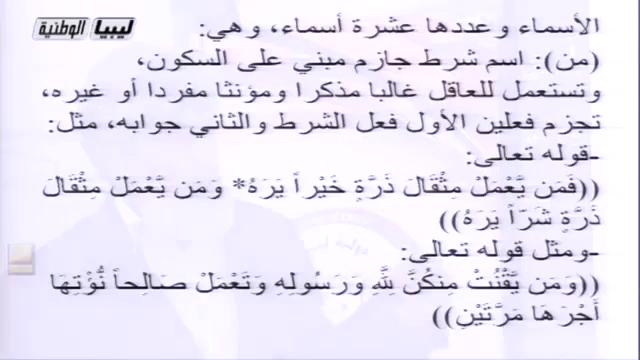 ليبيا الوطنية
الأسماء وعددها عشرة أسماء، وهي:
(من): اسم شرط جازم مبني على السكون،
وتستعمل للعاقل غالبا مذكرا ومؤنثا مفردا أو غيره،
تجزم فعلين الأول فعل الشرط والثاني جوابه، مثل:
-قوله تعالى:
((فَمَن يَّعْمَلْ مِثْقَالَ ذَرَّةٍ خَيْراً يَرَهُ* وَمَن يَّعْمَلْ مِثْقَالَ
ذَرَّةٍ شَرّاً يَرَهُ))
-ومثل قوله تعالى:
((وَمَن يَّقْنُتْ مِنكُنَّ لِلَّهِ وَرَسُولِهِ وَتَعْمَلْ صَالِحاً نُّؤْتِهَا
أَجْرَهَا مَرَّتَيْنِ))